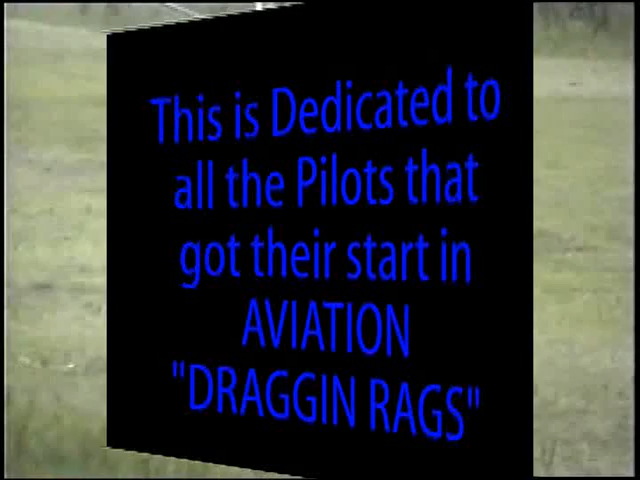 This is Dedicated to
all the Pilots that
got their start in
AVIATION
"DRAGGIN RAGS"